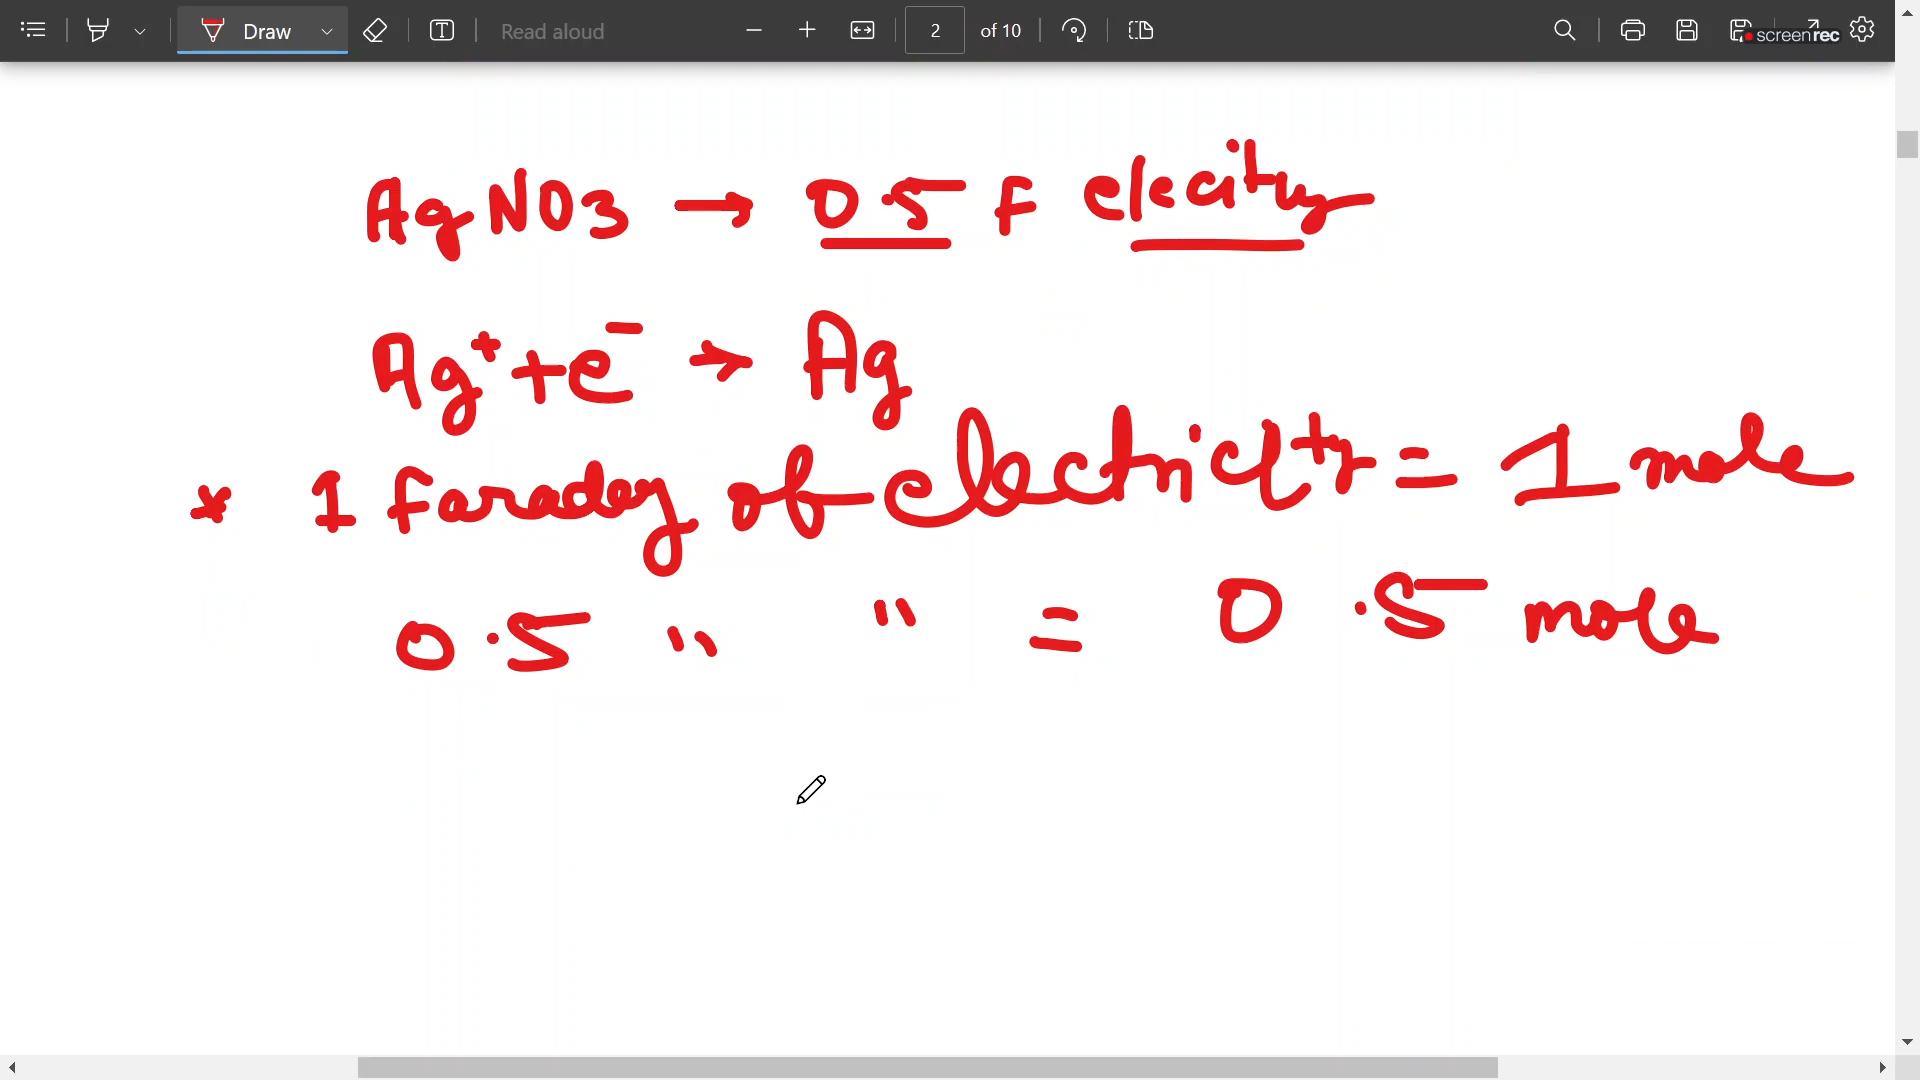 Draw
Read aloud
2 of 10
screenrec
AgNO3 → 0.5 F elecity
Ag⁺ + e⁻ → Ag
* 1 faraday of electricity = 1 mole
0.5 " " = 0.5 mole